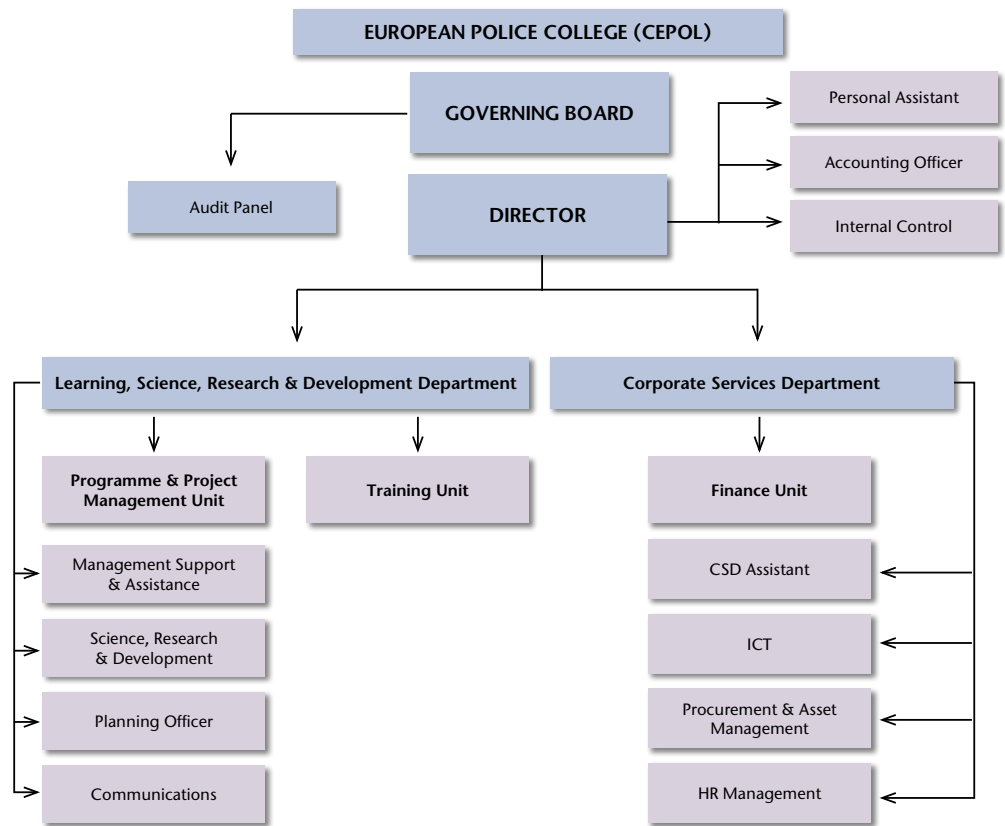 EUROPEAN POLICE COLLEGE (CEPOL)
GOVERNING BOARD
Audit Panel
DIRECTOR
Personal Assistant
Accounting Officer
Internal Control
Learning, Science, Research & Development Department
Programme & Project
Management Unit
Training Unit
Management Support
& Assistance
Science, Research
& Development
Planning Officer
Communications
Corporate Services Department
Finance Unit
CSD Assistant
ICT
Procurement & Asset
Management
HR Management